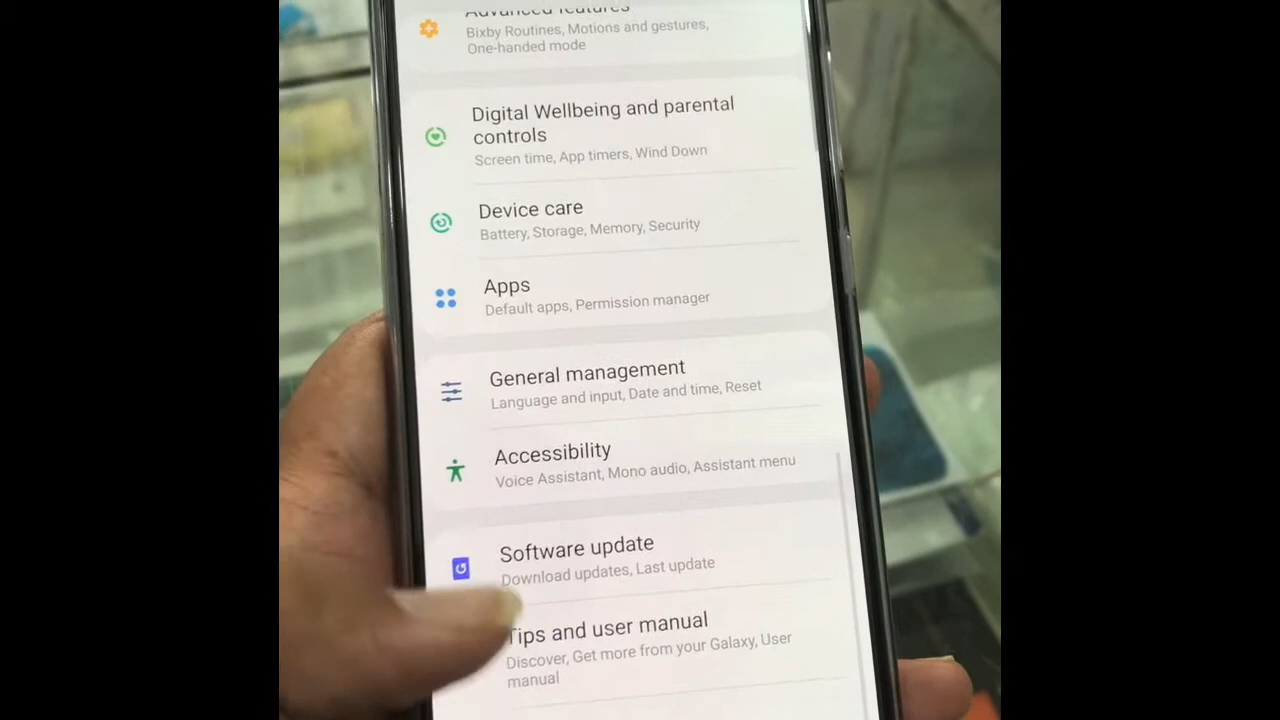 Advanced features
Bixby Routines, Motions and gestures,
One-handed mode
Digital Wellbeing and parental
controls
Screen time, App timers, Wind Down
Device care
Battery, Storage, Memory, Security
Apps
Default apps, Permission manager
General management
Language and input, Date and time, Reset
Accessibility
Voice Assistant, Mono audio, Assistant menu
Software update
Download updates, Last update
Tips and user manual
Discover, Get more from your Galaxy, User
manual